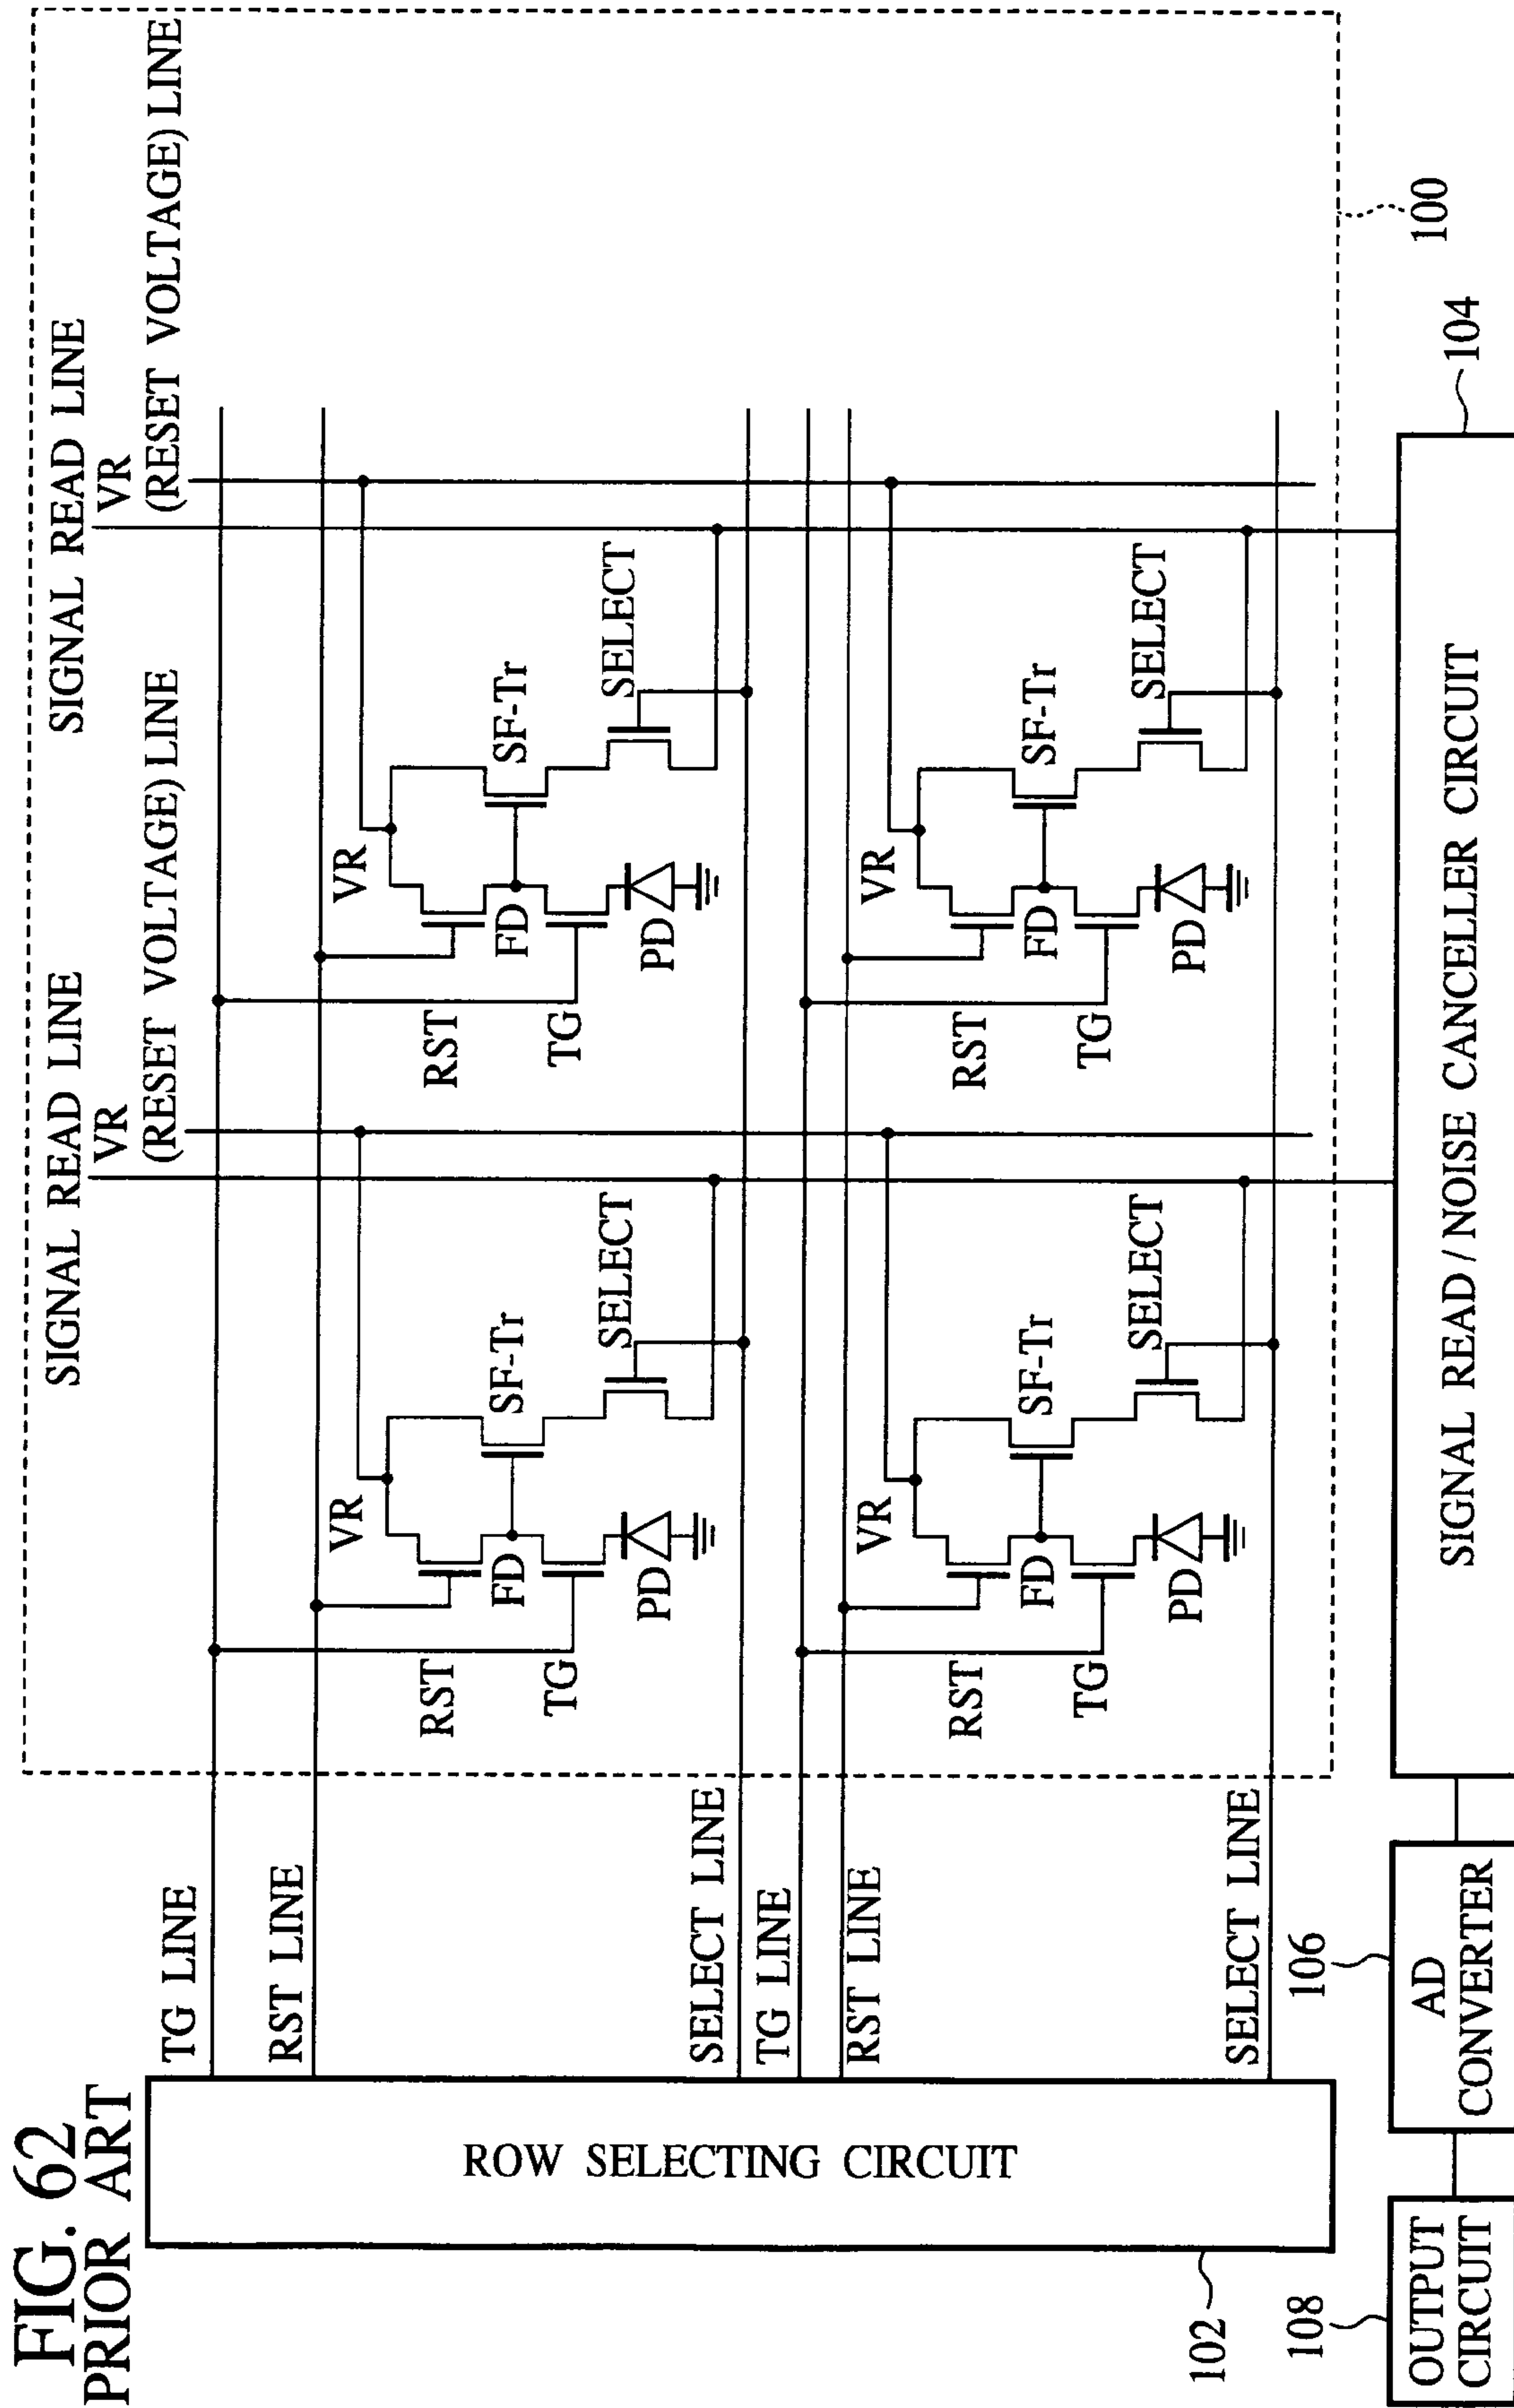 FIG. 62
PRIOR ART
SIGNAL READ LINE
VR
(RESET VOLTAGE) LINE
SIGNAL READ LINE
VR
(RESET VOLTAGE) LINE
TG LINE
RST LINE
SELECT LINE
TG LINE
RST LINE
SELECT LINE
ROW SELECTING CIRCUIT
102
VR
RST
FD
SF-Tr
TG
PD
SELECT
VR
RST
FD
SF-Tr
TG
PD
SELECT
VR
RST
FD
SF-Tr
TG
PD
SELECT
VR
RST
FD
SF-Tr
TG
PD
SELECT
100
108
OUTPUT
CIRCUIT
106
AD
CONVERTER
SIGNAL READ / NOISE CANCELLER CIRCUIT
104